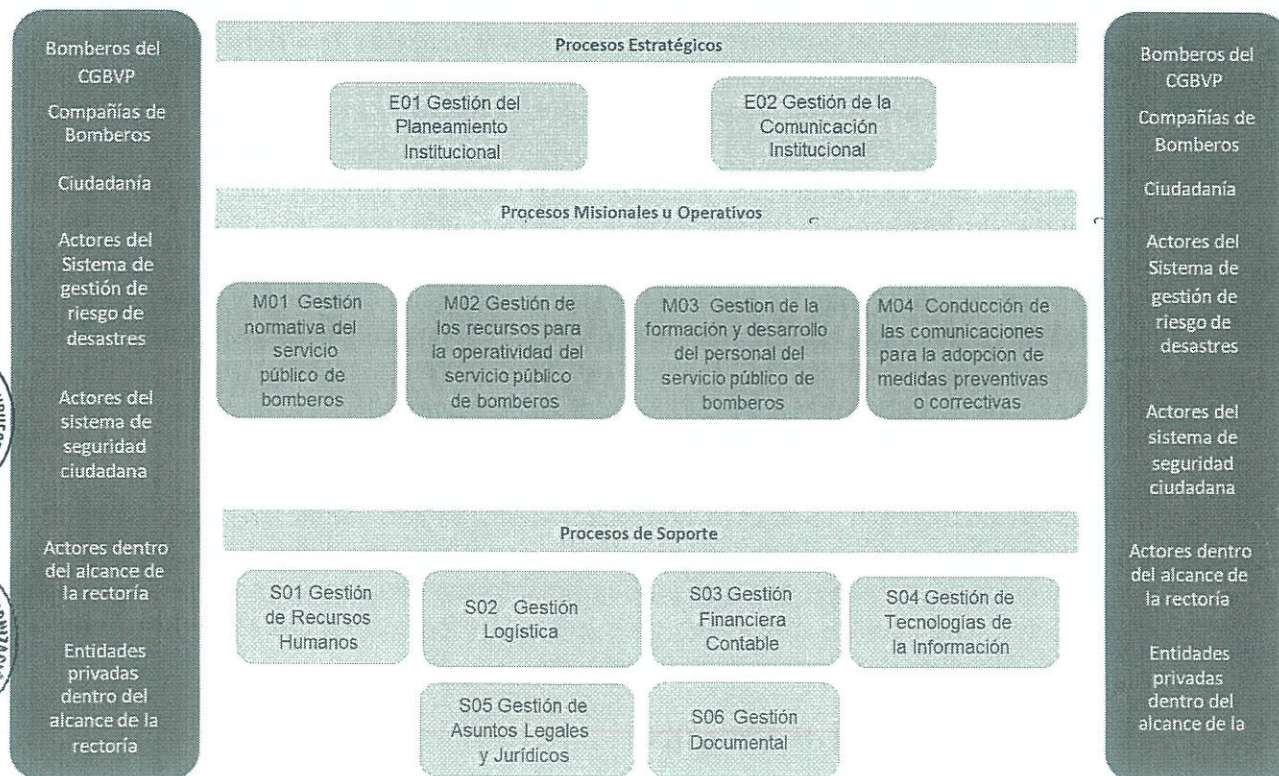 Bomberos del
CGBVP
Compañías de
Bomberos
Ciudadanía
Actores del
Sistema de
gestión de
riesgo de
desastres
Actores del
sistema de
seguridad
ciudadana
Actores dentro
del alcance de
la rectoría
Entidades
privadas
dentro del
alcance de la
rectoría
Procesos Estratégicos
E01 Gestión del
Planeamiento
Institucional
E02 Gestión de la
Comunicación
Institucional
Procesos Misionales u Operativos
M01 Gestión
normativa del
servicio
público de
bomberos
M02 Gestión de
los recursos para
la operatividad del
servicio público
de bomberos
M03 Gestion de la
formación y desarrollo
del personal del
servicio público de
bomberos
M04 Conducción de
las comunicaciones
para la adopción de
medidas preventivas
o correctivas
Procesos de Soporte
S01 Gestión
de Recursos
Humanos
S02 Gestión
Logística
S03 Gestión
Financiera
Contable
S04 Gestión de
Tecnologías de
la Información
S05 Gestión de
Asuntos Legales
y Jurídicos
S06 Gestión
Documental
Bomberos del
CGBVP
Compañías de
Bomberos
Ciudadanía
Actores del
Sistema de
gestión de
riesgo de
desastres
Actores del
sistema de
seguridad
ciudadana
Actores dentro
del alcance de
la rectoría
Entidades
privadas
dentro del
alcance de la